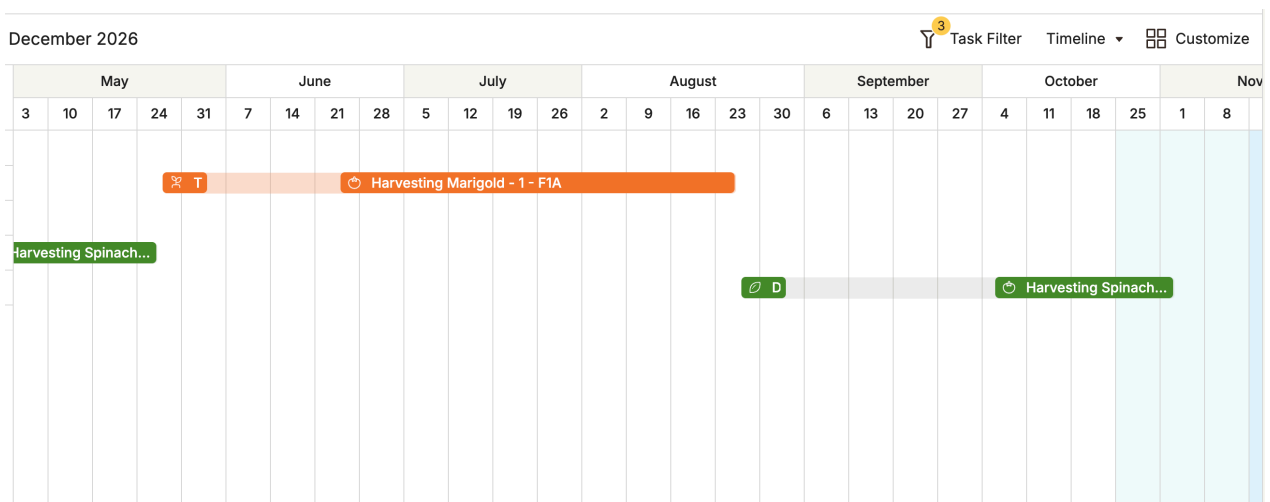 December 2026
3
Task Filter
Timeline
Customize
May June July August September October Nov
3 10 17 24 31 7 14 21 28 5 12 19 26 2 9 16 23 30 6 13 20 27 4 11 18 25 1 8
T
Harvesting Marigold - 1 - F1A
Harvesting Spinach...
D
Harvesting Spinach...